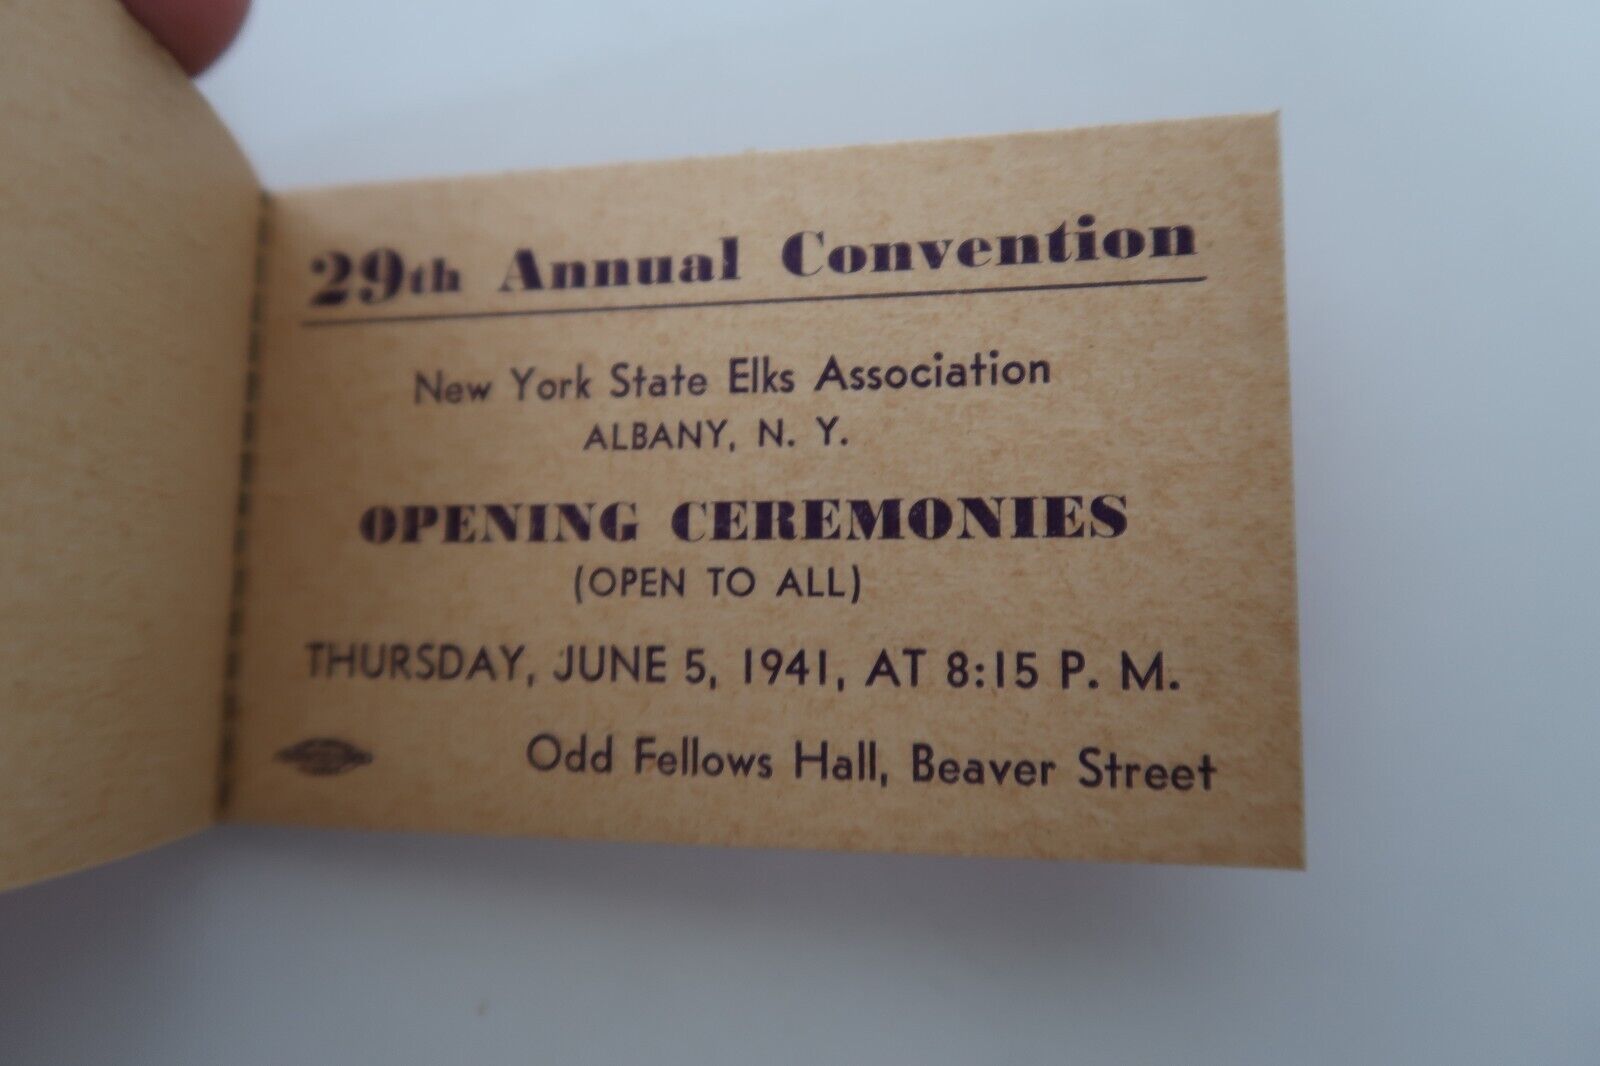 29th Annual Convention
New York State Elks Association
ALBANY, N. Y.
OPENING CEREMONIES
(OPEN TO ALL)
THURSDAY, JUNE 5, 1941, AT 8:15 P. M.
Odd Fellows Hall, Beaver Street